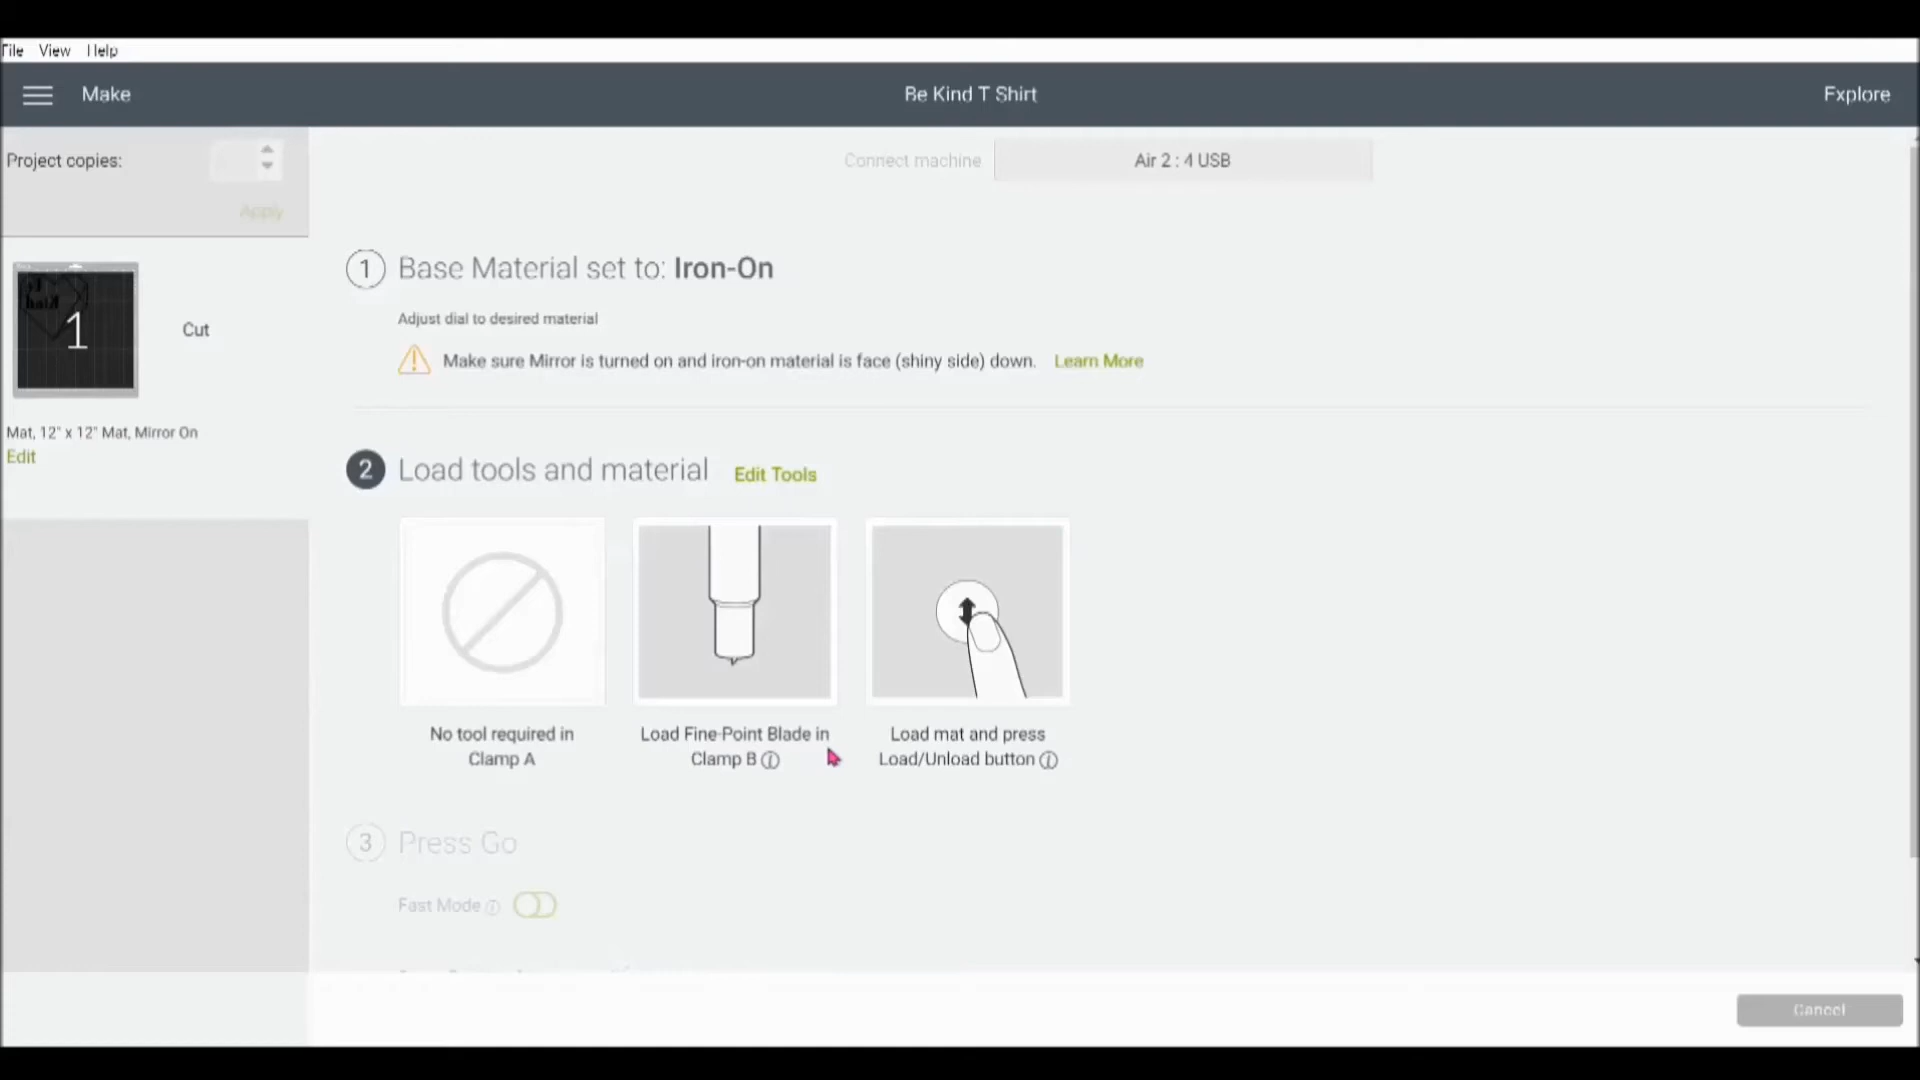 File View Help
Make
Be Kind T Shirt
Explore
Project copies:
Apply
Connect machine
Air 2 : 4 USB
1
Cut
Mat, 12" x 12" Mat, Mirror On
Edit
1 Base Material set to: Iron-On
Adjust dial to desired material
Make sure Mirror is turned on and iron-on material is face (shiny side) down. Learn More
2 Load tools and material Edit Tools
No tool required in
Clamp A
Load Fine-Point Blade in
Clamp B
Load mat and press
Load/Unload button
3 Press Go
Fast Mode
Cancel